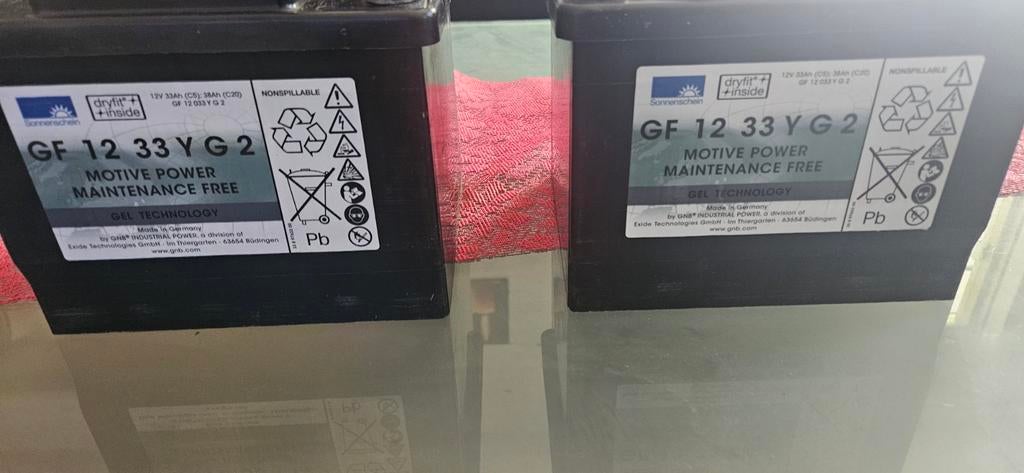 Sonnenschein
dryfit®
inside
12V 33Ah (C5); 38Ah (C20)
GF 12 033 Y G 2
GF 12 33 Y G 2
MOTIVE POWER
MAINTENANCE FREE
GEL TECHNOLOGY
Made in Germany
by GNB® INDUSTRIAL POWER, a division of
Exide Technologies GmbH · Im Thiergarten · 63654 Büdingen
www.gnb.com
NONSPILLABLE
Pb
Sonnenschein
dryfit®
inside
12V 33Ah (C5); 38Ah (C20)
GF 12 033 Y G 2
GF 12 33 Y G 2
MOTIVE POWER
MAINTENANCE FREE
GEL TECHNOLOGY
Made in Germany
by GNB® INDUSTRIAL POWER, a division of
Exide Technologies GmbH · Im Thiergarten · 63654 Büdingen
www.gnb.com
NONSPILLABLE
Pb